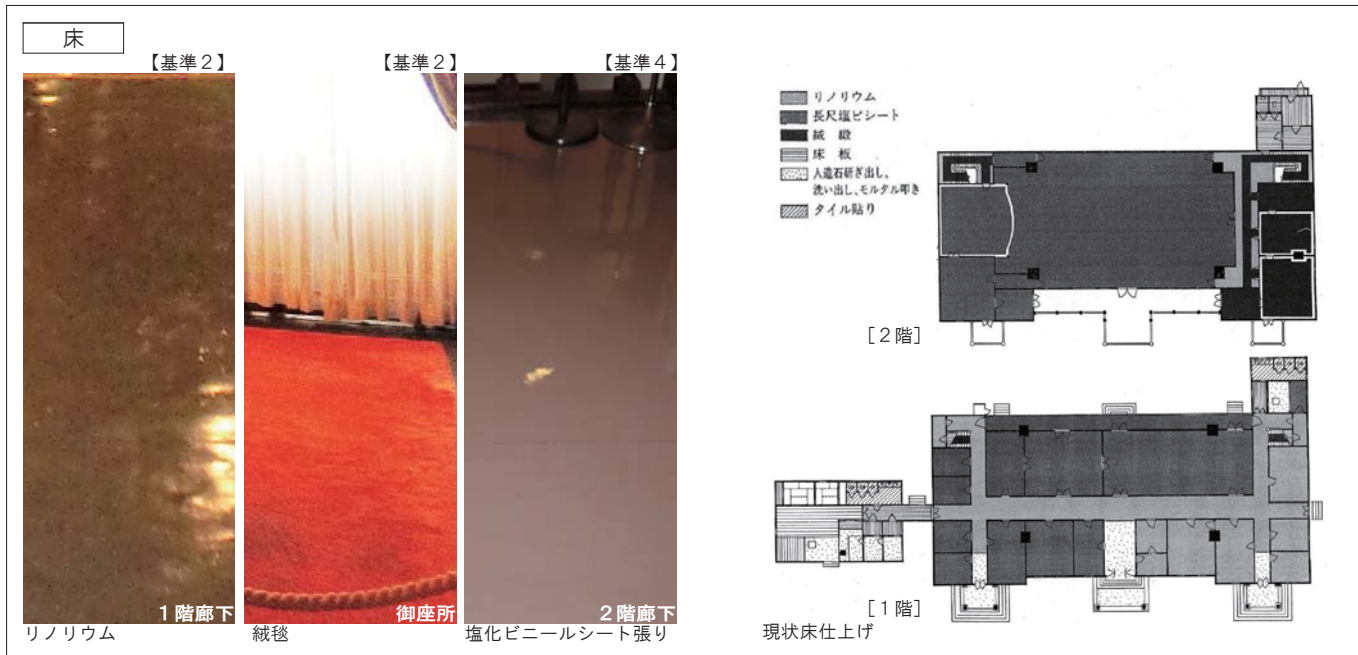 床
【基準２】
【基準２】
【基準４】
１階廊下
御座所
２階廊下
リノリウム
絨毯
塩化ビニールシート張り
リノリウム
長尺塩ビシート
絨緞
床板
人造石研ぎ出し、
洗い出し、モルタル叩き
タイル貼り
［２階］
［１階］
現状床仕上げ